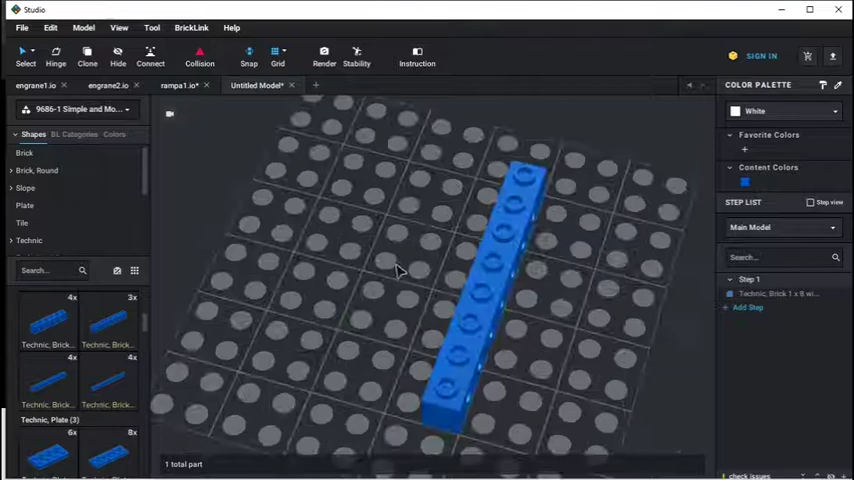 Studio
File Edit Model View Tool BrickLink Help
Select Hinge Clone Hide Connect Collision Snap Grid Render Stability Instruction SIGN IN
engrane1.io engrane2.io rampa1.io* Untitled Model* COLOR PALETTE
9686-1 Simple and Mo... White
Shapes BL Categories Colors Favorite Colors
Brick
Brick, Round Content Colors
Slope
Plate STEP LIST Step view
Tile
Technic Main Model
Search... Search...
Step 1
4x 3x Technic, Brick 1 x 8 wi...
Add Step
Technic, Brick... Technic, Brick...
4x 4x
Technic, Brick... Technic, Brick...
Technic, Plate (3)
6x 8x
1 total part
check issues